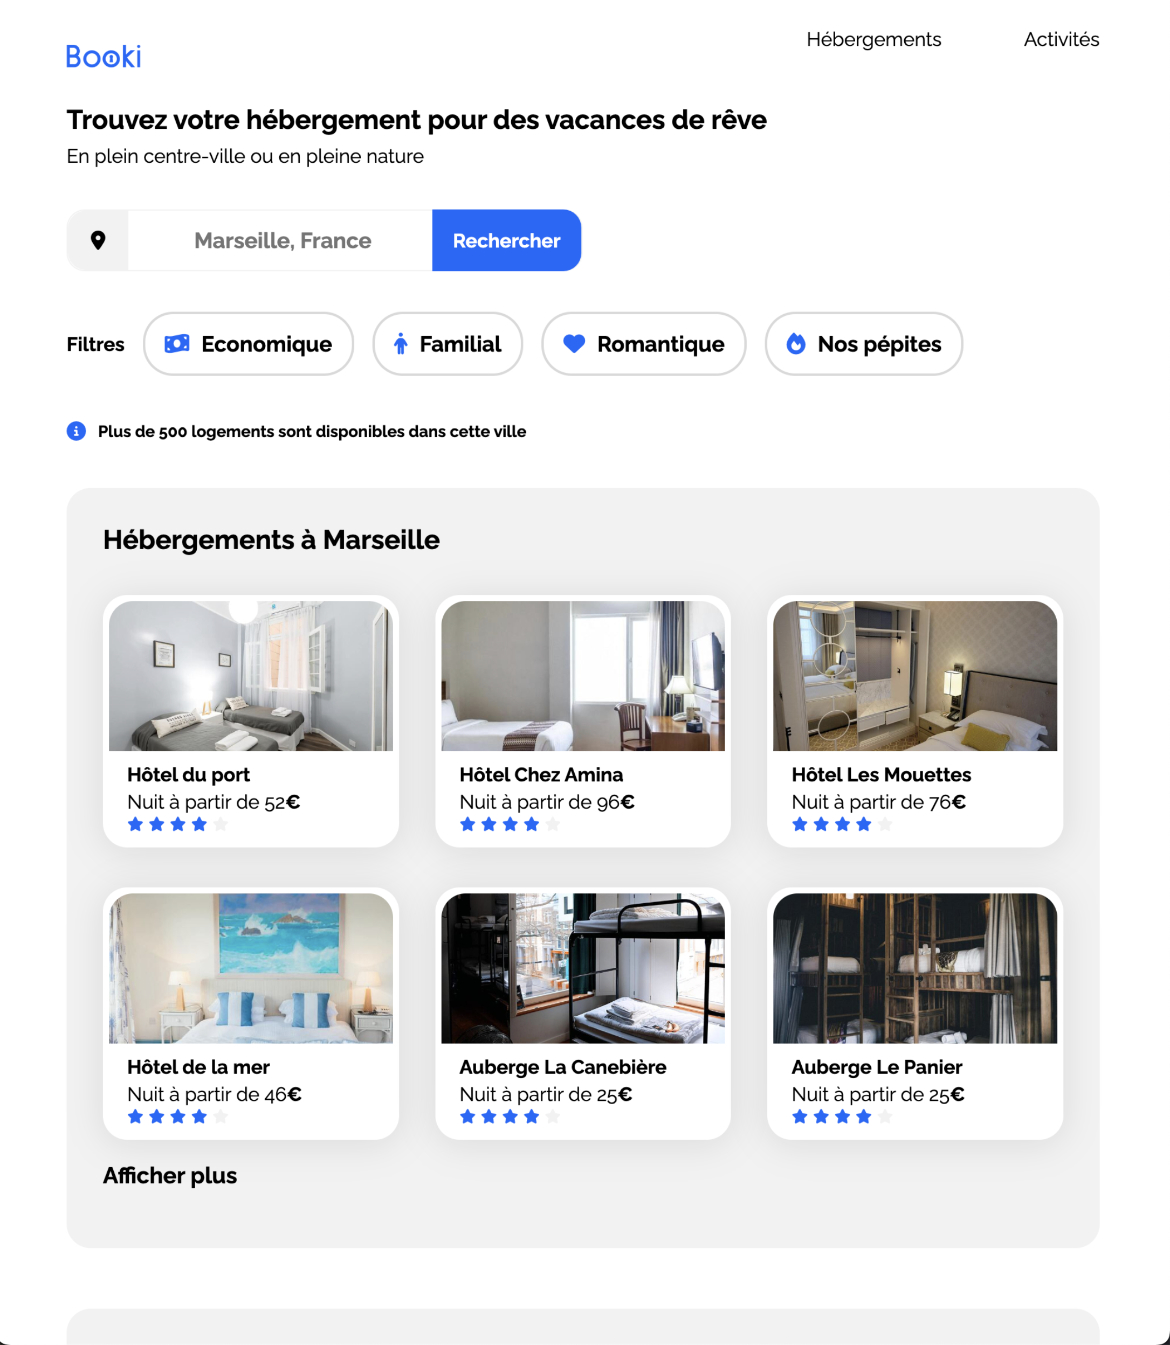 Booki
Hébergements
Activités
Trouvez votre hébergement pour des vacances de rêve
En plein centre-ville ou en pleine nature
Marseille, France
Rechercher
Filtres
Economique
Familial
Romantique
Nos pépites
Plus de 500 logements sont disponibles dans cette ville
Hébergements à Marseille
Hôtel du port
Nuit à partir de 52€
Hôtel Chez Amina
Nuit à partir de 96€
Hôtel Les Mouettes
Nuit à partir de 76€
Hôtel de la mer
Nuit à partir de 46€
Auberge La Canebière
Nuit à partir de 25€
Auberge Le Panier
Nuit à partir de 25€
Afficher plus